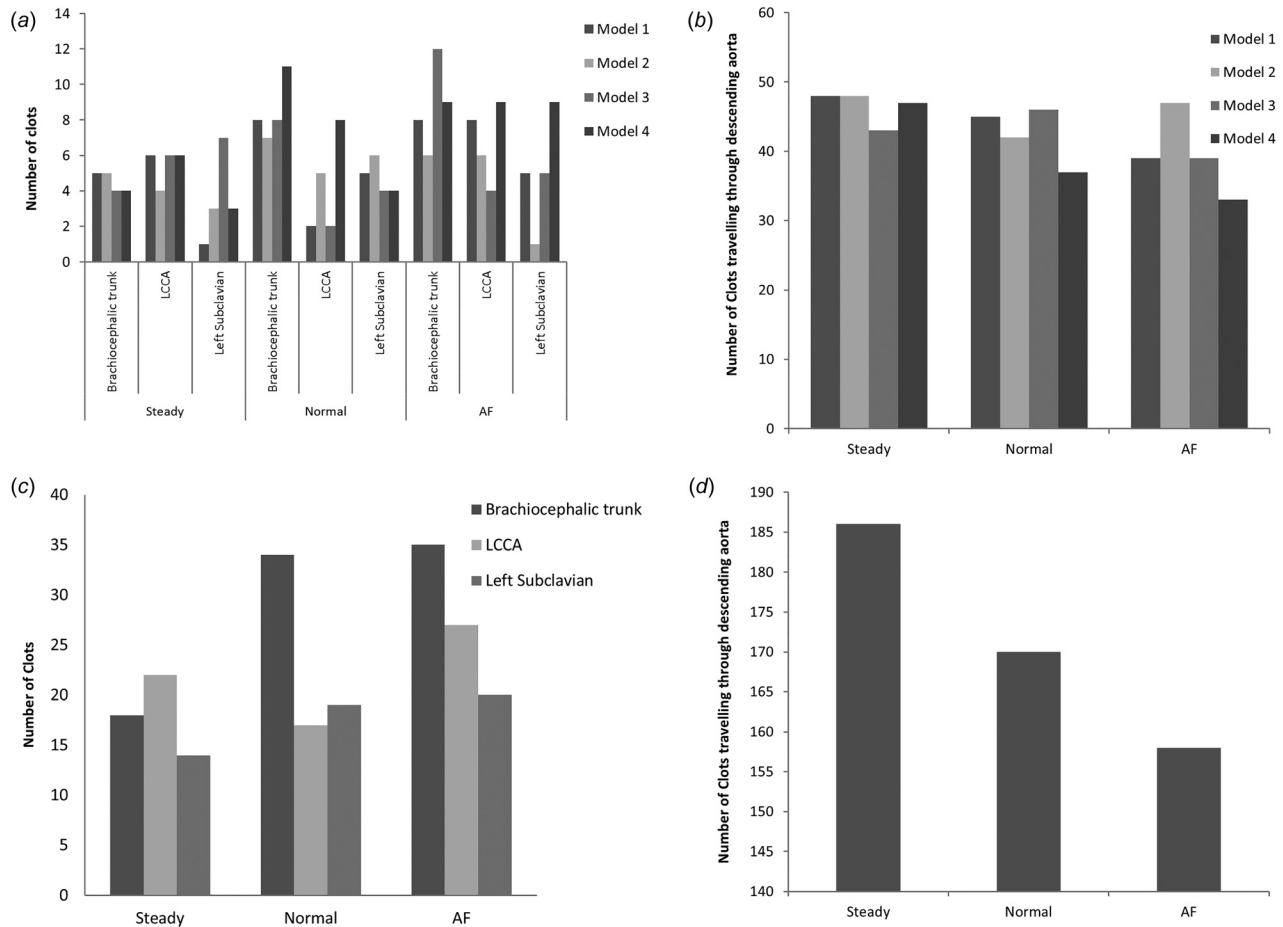 (a)
Number of clots
14
12
10
8
6
4
2
0
Model 1
Model 2
Model 3
Model 4
Brachiocephalic trunk
LCCA
Left Subclavian
Brachiocephalic trunk
LCCA
Left Subclavian
Brachiocephalic trunk
LCCA
Left Subclavian
Steady
Normal
AF
(b)
Number of Clots travelling through descending aorta
60
50
40
30
20
10
0
Model 1
Model 2
Model 3
Model 4
Steady
Normal
AF
(c)
Number of Clots
40
35
30
25
20
15
10
5
0
Brachiocephalic trunk
LCCA
Left Subclavian
Steady
Normal
AF
(d)
Number of Clots travelling through descending aorta
190
185
180
175
170
165
160
155
150
145
140
Steady
Normal
AF